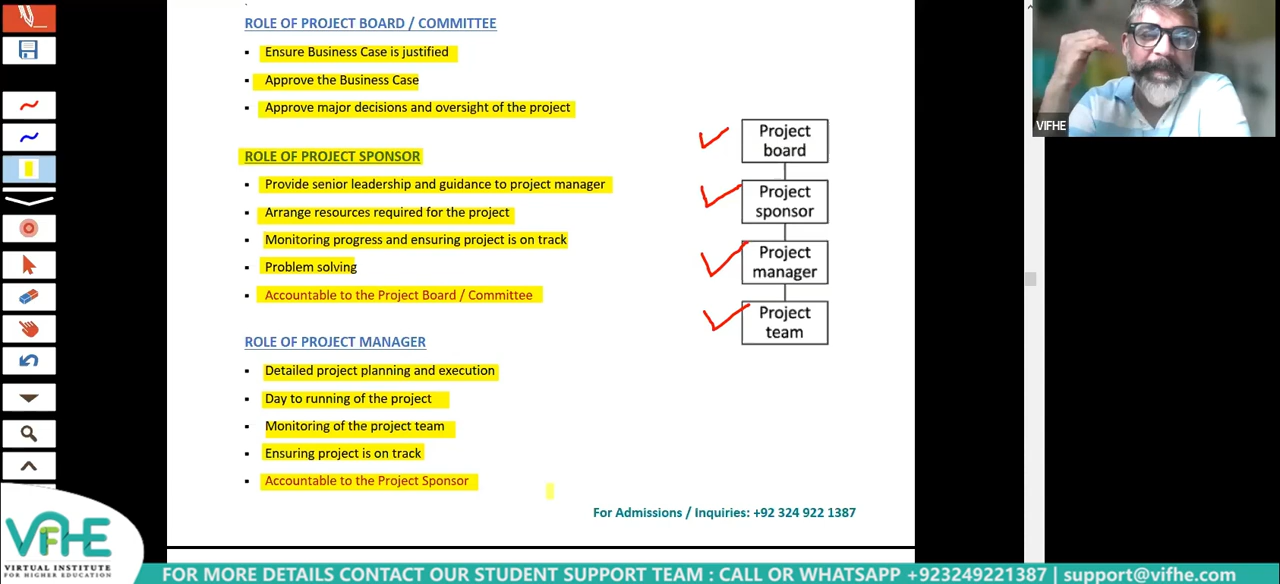 ROLE OF PROJECT BOARD / COMMITTEE
▪ Ensure Business Case is justified
▪ Approve the Business Case
▪ Approve major decisions and oversight of the project
ROLE OF PROJECT SPONSOR
▪ Provide senior leadership and guidance to project manager
▪ Arrange resources required for the project
▪ Monitoring progress and ensuring project is on track
▪ Problem solving
▪ Accountable to the Project Board / Committee
ROLE OF PROJECT MANAGER
▪ Detailed project planning and execution
▪ Day to running of the project
▪ Monitoring of the project team
▪ Ensuring project is on track
▪ Accountable to the Project Sponsor
Project
board
Project
sponsor
Project
manager
Project
team
For Admissions / Inquiries: +92 324 922 1387
VIFHE
VIFHE
VIRTUAL INSTITUTE
FOR HIGHER EDUCATION
FOR MORE DETAILS CONTACT OUR STUDENT SUPPORT TEAM : CALL OR WHATSAPP +923249221387 | support@vifhe.com